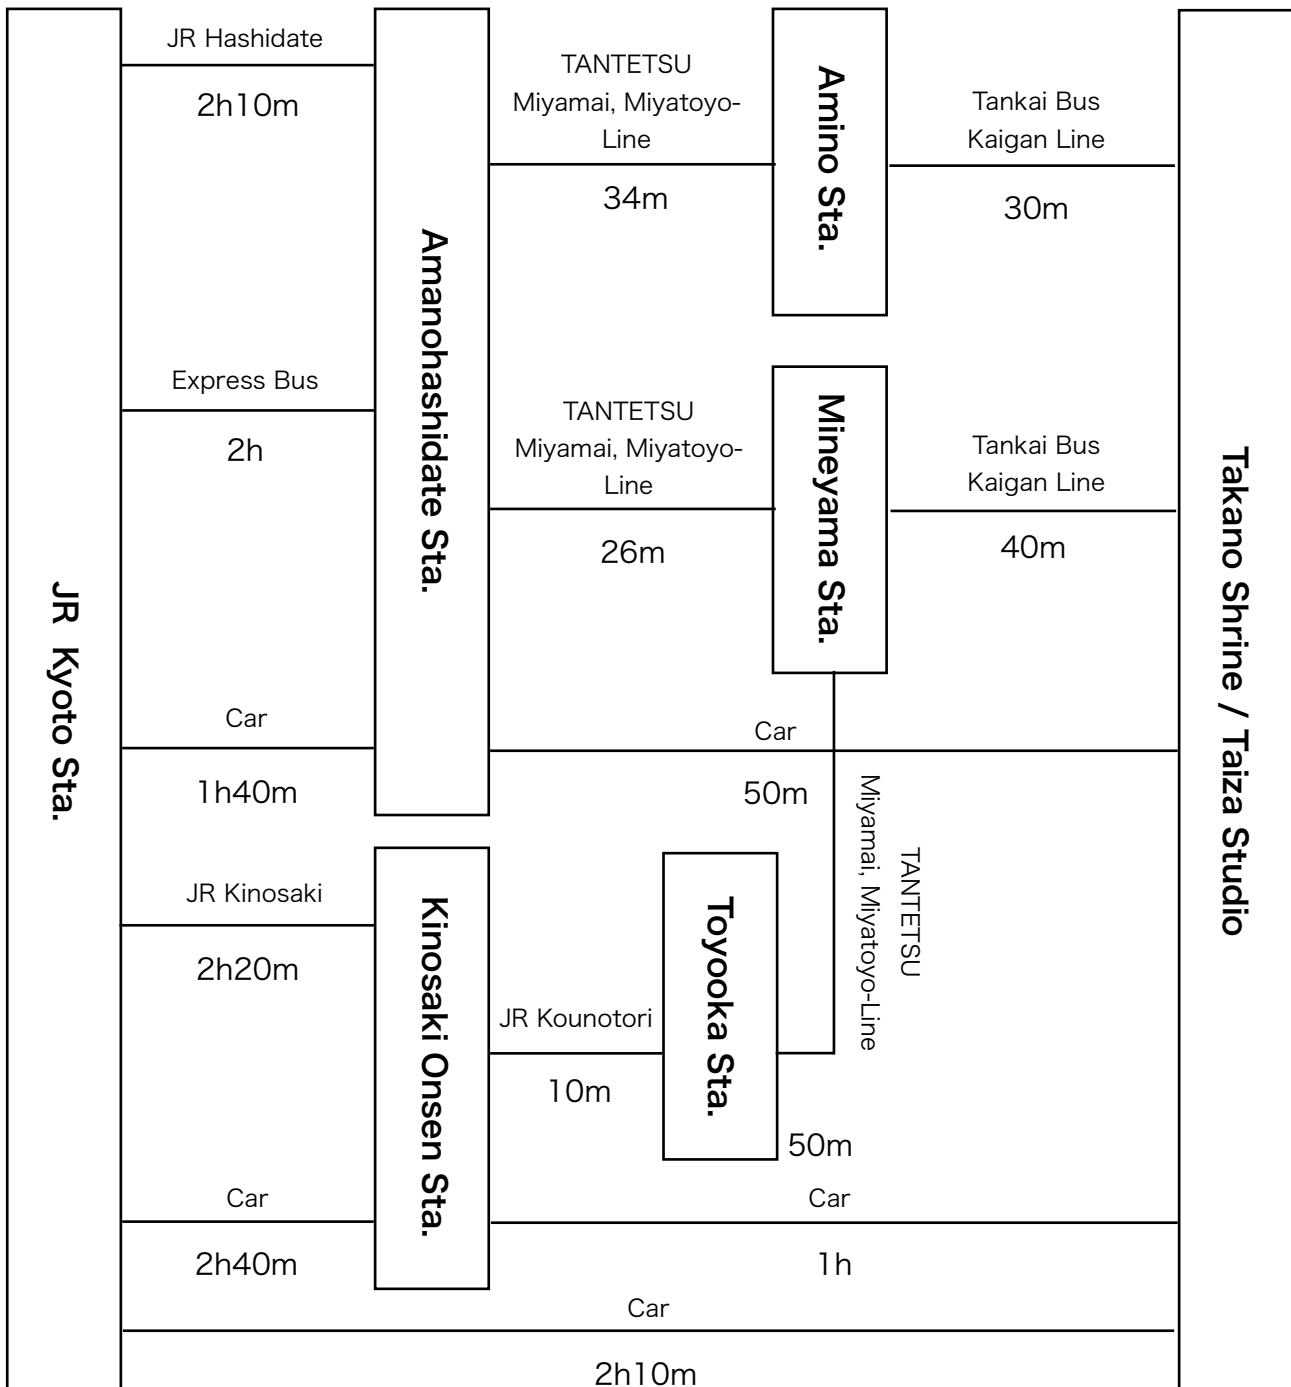 JR Kyoto Sta.
JR Hashidate
2h10m
Express Bus
2h
Car
1h40m
JR Kinosaki
2h20m
Car
2h40m
Amanohashidate Sta.
Kinosaki Onsen Sta.
TANTETSU
Miyamai, Miyatoyo-
Line
34m
TANTETSU
Miyamai, Miyatoyo-
Line
26m
Car
50m
JR Kounotori
10m
Toyooka Sta.
50m
TANTETSU
Miyamai, Miyatoyo-Line
Amino Sta.
Mineyama Sta.
Tankai Bus
Kaigan Line
30m
Tankai Bus
Kaigan Line
40m
Car
1h
Car
2h10m
Takano Shrine / Taiza Studio